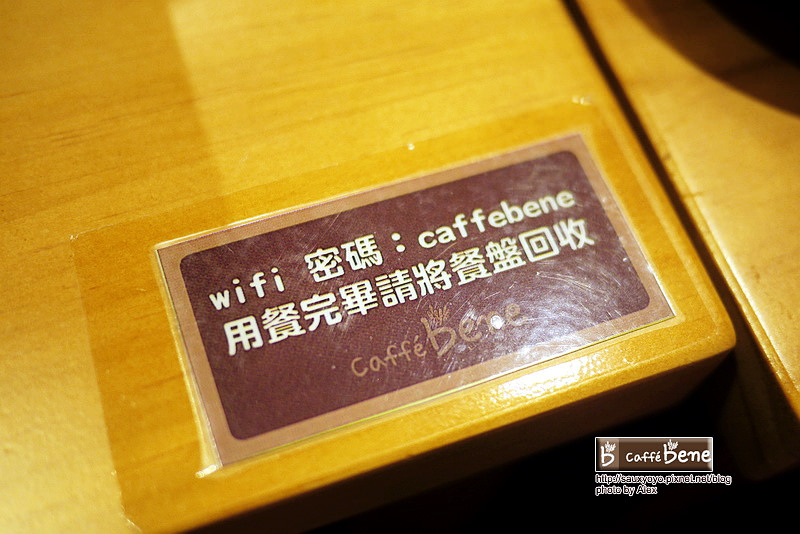 wifi 密碼：caffebene
用餐完畢請將餐盤回收
caffé bene
b caffé bene
http://sauxyoyo.pixnet.net/blog
photo by Alex